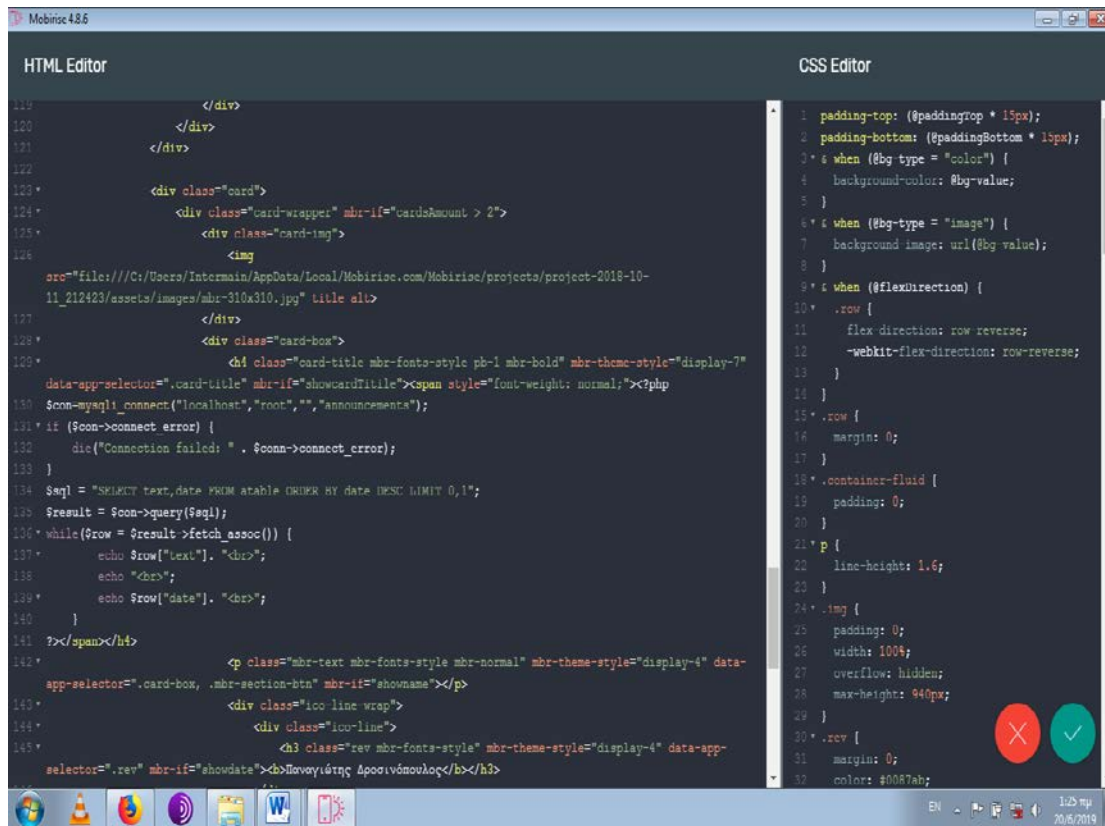 Mobirise 4.8.6
HTML Editor
119 </div>
120 </div>
121 </div>
122
123 <div class="card">
124 <div class="card-wrapper" mbr-if="cardsAmount > 2">
125 <div class="card-img">
126 <img
src="file:///C:/Users/Intermain/AppData/Local/Mobirise.com/Mobirise/projects/project-2018-10-
11_212423/assets/images/mbr-310x310.jpg" title alt>
127 </div>
128 <div class="card-box">
129 <h4 class="card-title mbr-fonts-style pb-1 mbr-bold" mbr-theme-style="display-7"
data-app-selector=".card-title" mbr-if="showcardTitile"><span style="font-weight: normal;"><?php
130 $con=mysqli_connect("localhost","root","","announcements");
131 if ($con->connect_error) {
132 die("Connection failed: " . $conn->connect_error);
133 }
134 $sql = "SELECT text,date FROM atable ORDER BY date DESC LIMIT 0,1";
135 $result = $con->query($sql);
136 while($row = $result->fetch_assoc()) {
137 echo $row["text"]. "<br>";
138 echo "<br>";
139 echo $row["date"]. "<br>";
140 }
141 ?></span></h4>
142 <p class="mbr-text mbr-fonts-style mbr-normal" mbr-theme-style="display-4" data-
app-selector=".card-box, .mbr-section-btn" mbr-if="showname"></p>
143 <div class="ico-line-wrap">
144 <div class="ico-line">
145 <h3 class="rev mbr-fonts-style" mbr-theme-style="display-4" data-app-
selector=".rev" mbr-if="showdate"><b>Παναγιώτης Δροσινόπουλος</b></h3>
CSS Editor
1 padding-top: (@paddingTop * 15px);
2 padding-bottom: (@paddingBottom * 15px);
3 & when (@bg-type = "color") {
4 background-color: @bg-value;
5 }
6 & when (@bg-type = "image") {
7 background-image: url(@bg-value);
8 }
9 & when (@flexDirection) {
10 .row {
11 flex-direction: row-reverse;
12 -webkit-flex-direction: row-reverse;
13 }
14 }
15 .row {
16 margin: 0;
17 }
18 .container-fluid {
19 padding: 0;
20 }
21 p {
22 line-height: 1.6;
23 }
24 .img {
25 padding: 0;
26 width: 100%;
27 overflow: hidden;
28 max-height: 940px;
29 }
30 .rev {
31 margin: 0;
32 color: #0087ab;
EN
1:25 πμ
20/6/2019